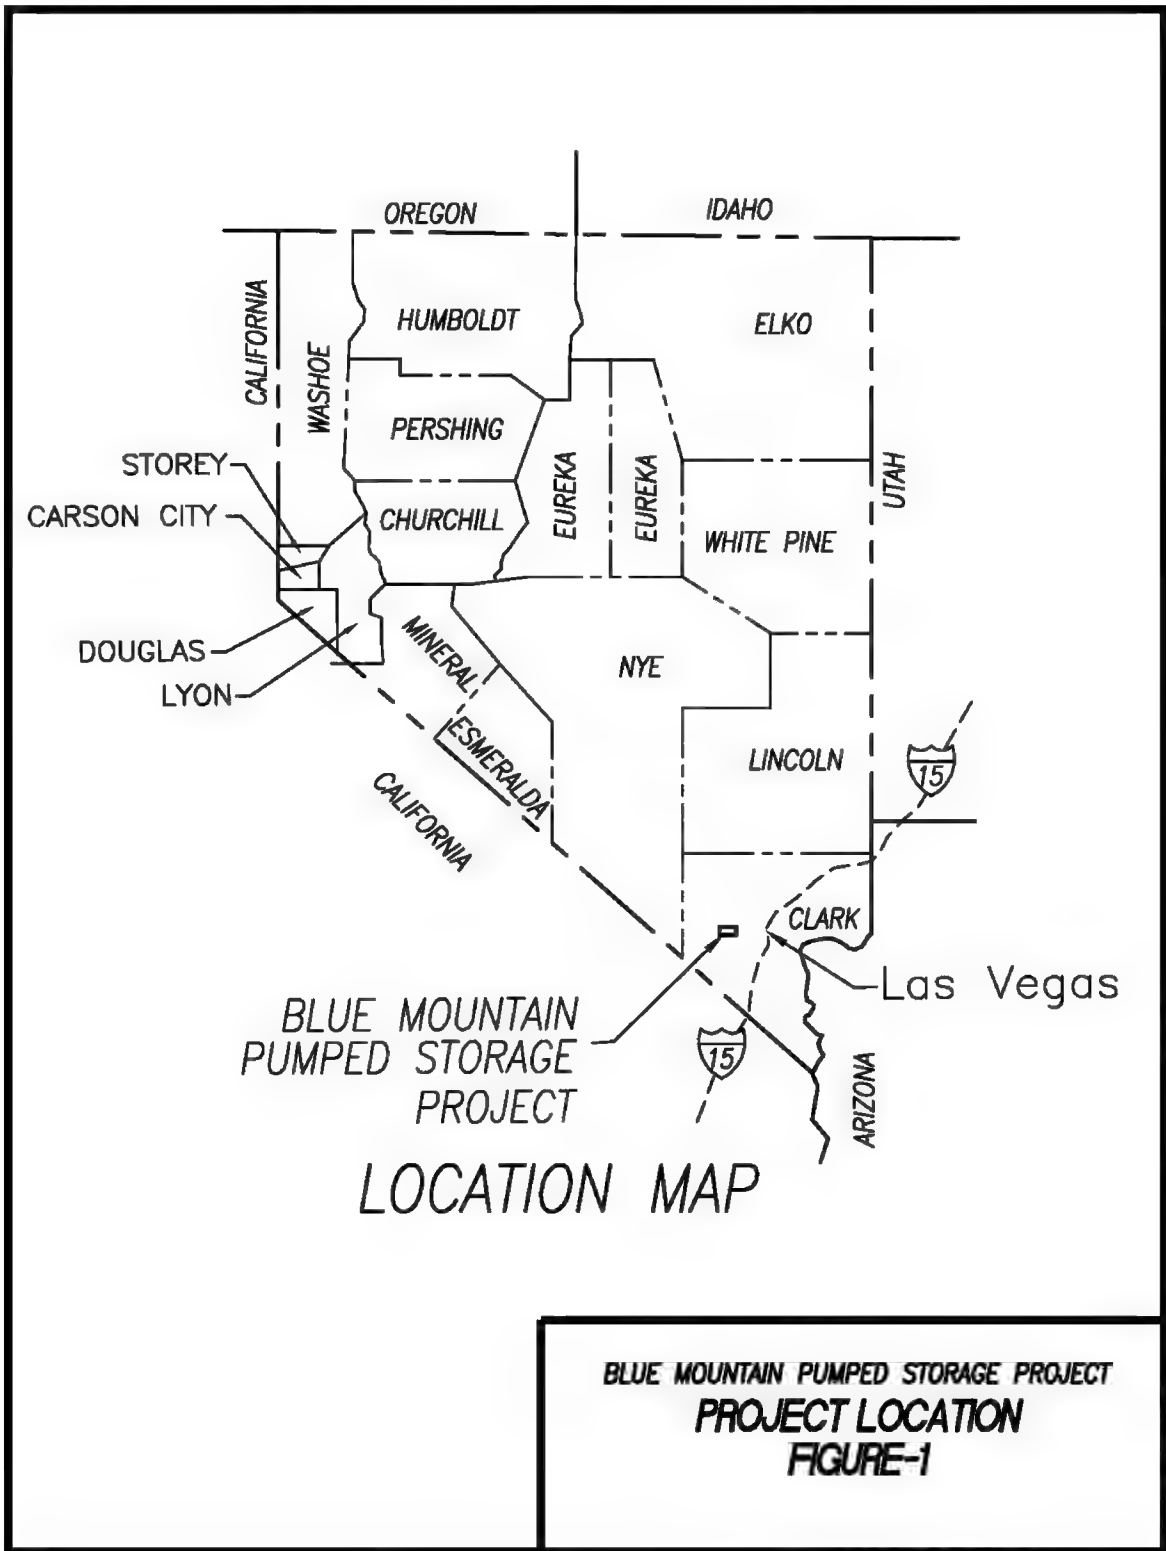 OREGON
IDAHO
CALIFORNIA
WASHOE
HUMBOLDT
ELKO
PERSHING
STOREY
CARSON CITY
CHURCHILL
EUREKA
EUREKA
UTAH
WHITE PINE
DOUGLAS
LYON
MINERAL
NYE
ESMERALDA
CALIFORNIA
LINCOLN
15
CLARK
Las Vegas
BLUE MOUNTAIN
PUMPED STORAGE
PROJECT
15
ARIZONA
LOCATION MAP
BLUE MOUNTAIN PUMPED STORAGE PROJECT
PROJECT LOCATION
FIGURE-1